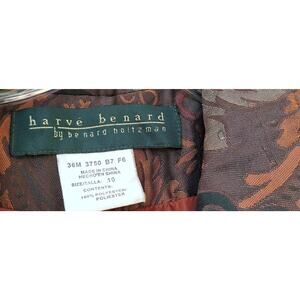 harvé benard
by benard holtzman
36M 3750 B7 F6
MADE IN CHINA
HECHO EN CHINA
SIZE/TALLA: 10
CONTENTS:
100% POLYESTER/
POLIESTER